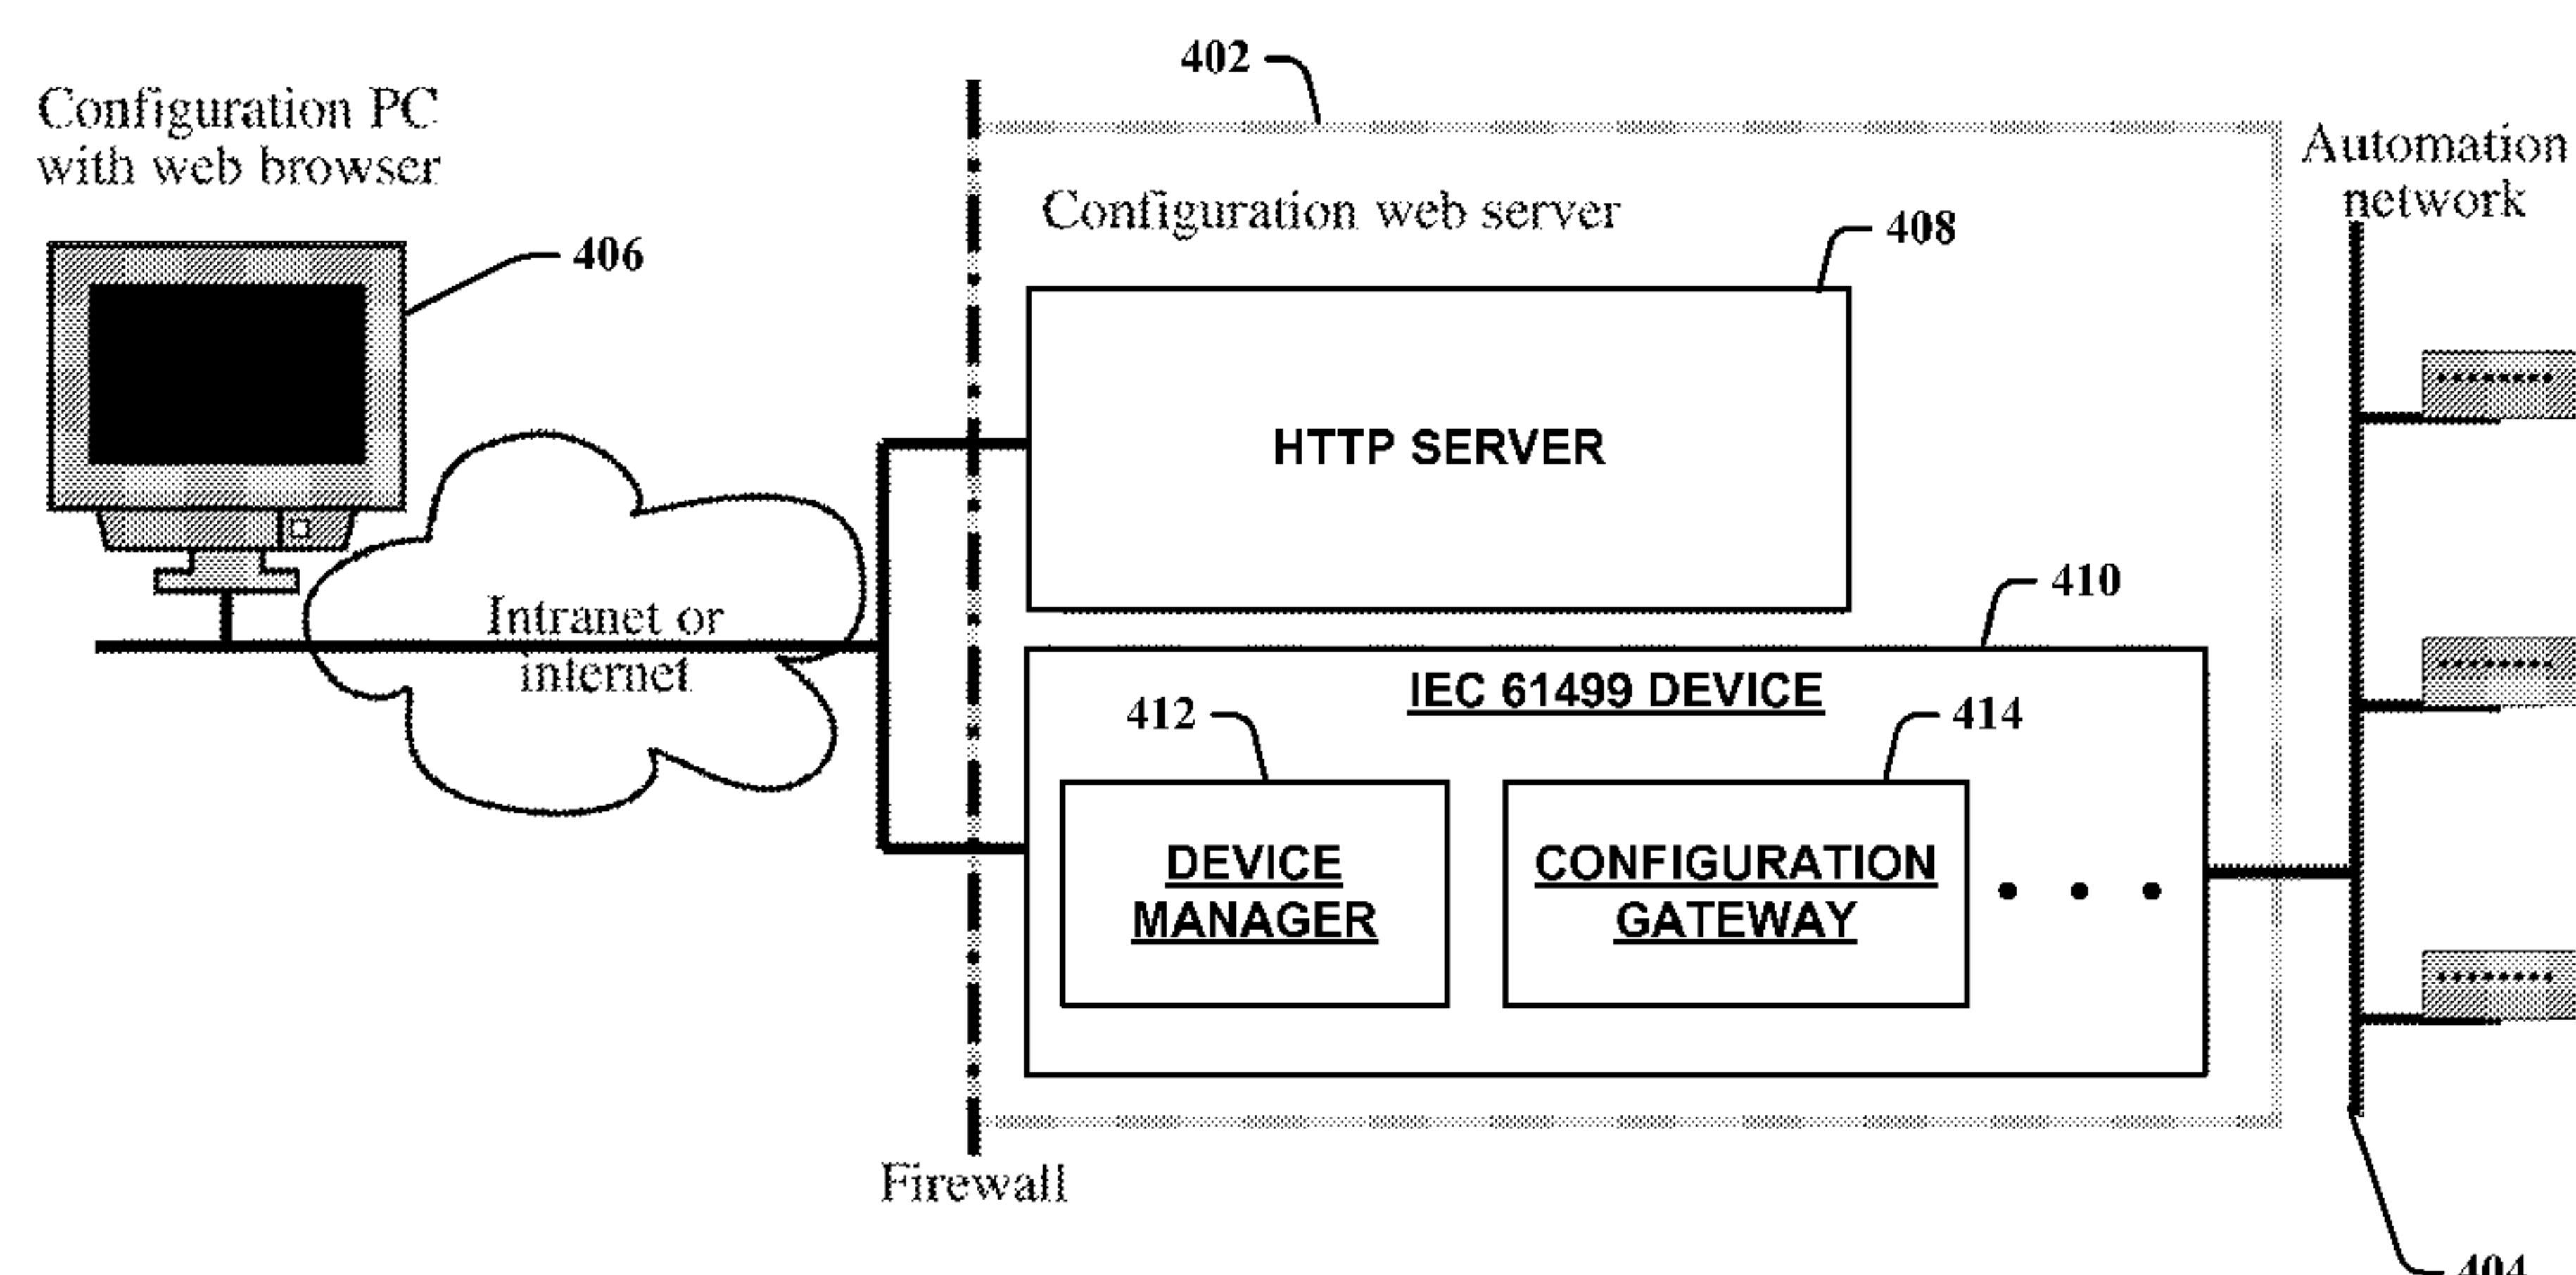 402
Configuration PC
with web browser
Automation
network
Configuration web server
408
406
HTTP SERVER
410
Intranet or
internet
IEC 61499 DEVICE
412
414
DEVICE
MANAGER
CONFIGURATION
GATEWAY
• • •
Firewall
404